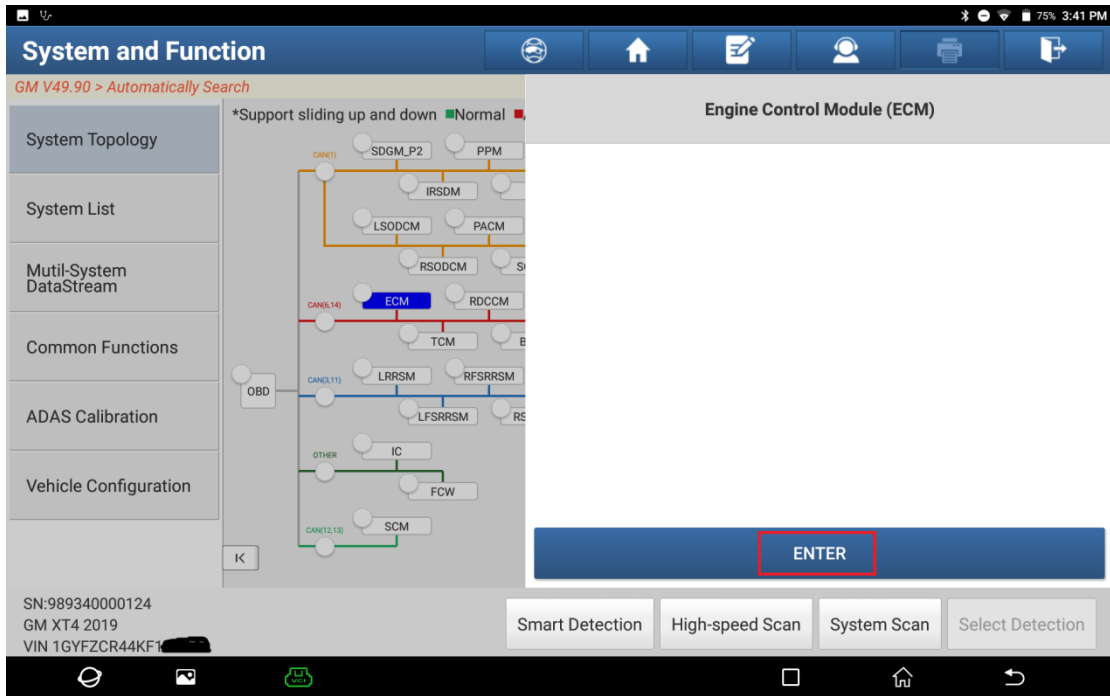 75% 3:41 PM
System and Function
GM V49.90 > Automatically Search
System Topology
System List
Mutil-System
DataStream
Common Functions
ADAS Calibration
Vehicle Configuration
*Support sliding up and down Normal
CAN(1)
SDGM_P2 PPM
IRSDM
LSODCM PACM
RSODCM
CAN(6,14)
ECM RDCCM
TCM
OBD
CAN(3,11)
LRRSM RFSRRSM
LFSRRSM RS
OTHER
IC
FCW
CAN(12,13)
SCM
Engine Control Module (ECM)
ENTER
SN:989340000124
GM XT4 2019
VIN 1GYFZCR44KF1
Smart Detection High-speed Scan System Scan Select Detection
VCI